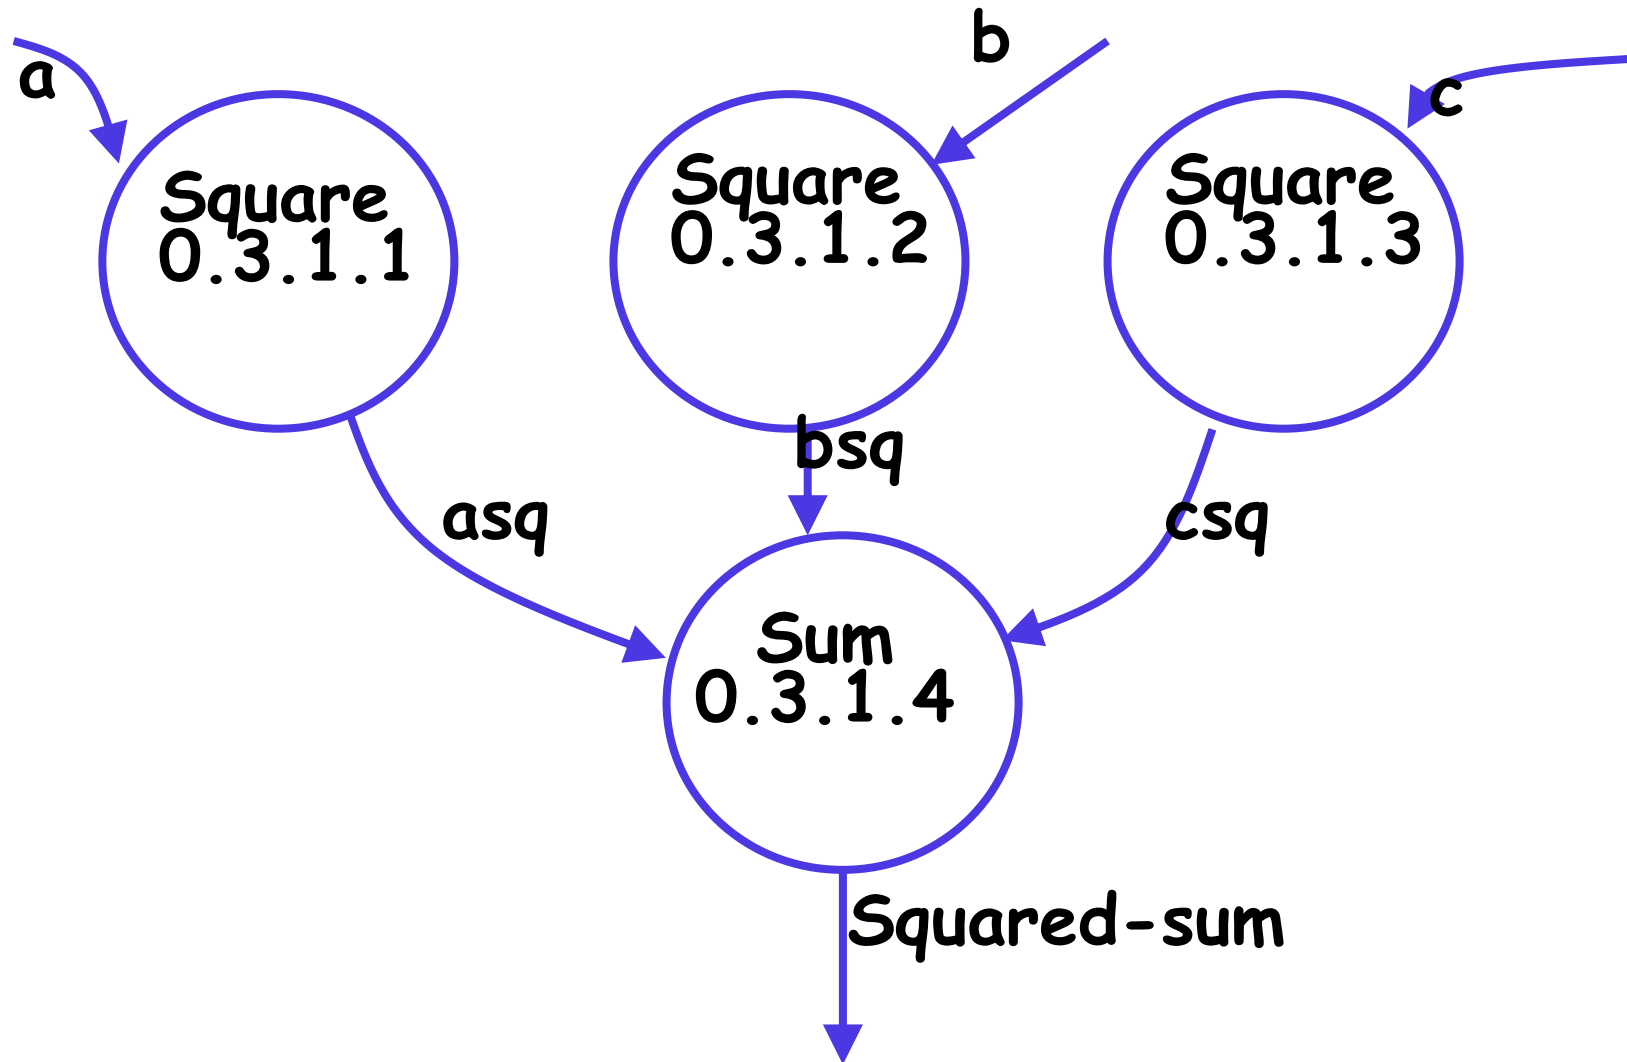 a
b
c
Square
0.3.1.1
Square
0.3.1.2
Square
0.3.1.3
bsq
asq
csq
Sum
0.3.1.4
Squared-sum